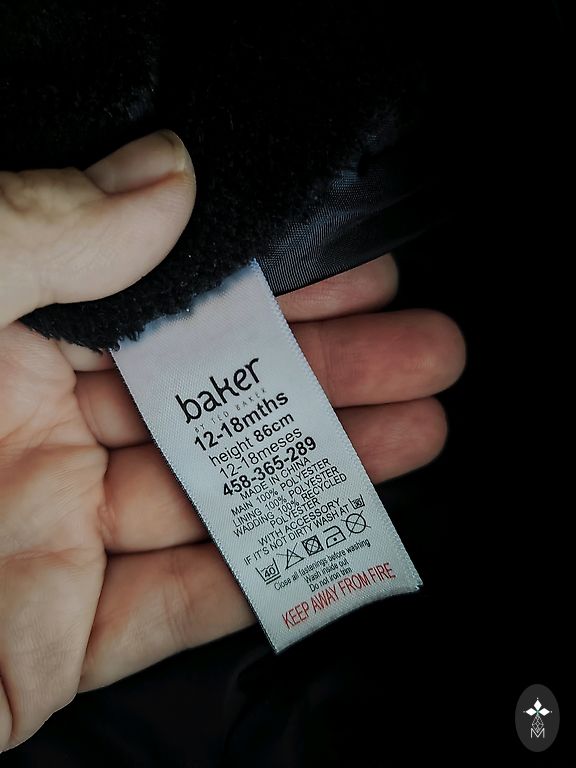 baker
BY TED BAKER
12-18mths
height 86cm
12-18meses
458-365-289
MADE IN CHINA
MAIN 100% POLYESTER
LINING 100% POLYESTER
WADDING 100% RECYCLED
POLYESTER
WITH ACCESSORY
IF IT'S NOT DIRTY WASH AT 30
40
Close all fastenings before washing
Wash inside out
Do not iron trim
KEEP AWAY FROM FIRE